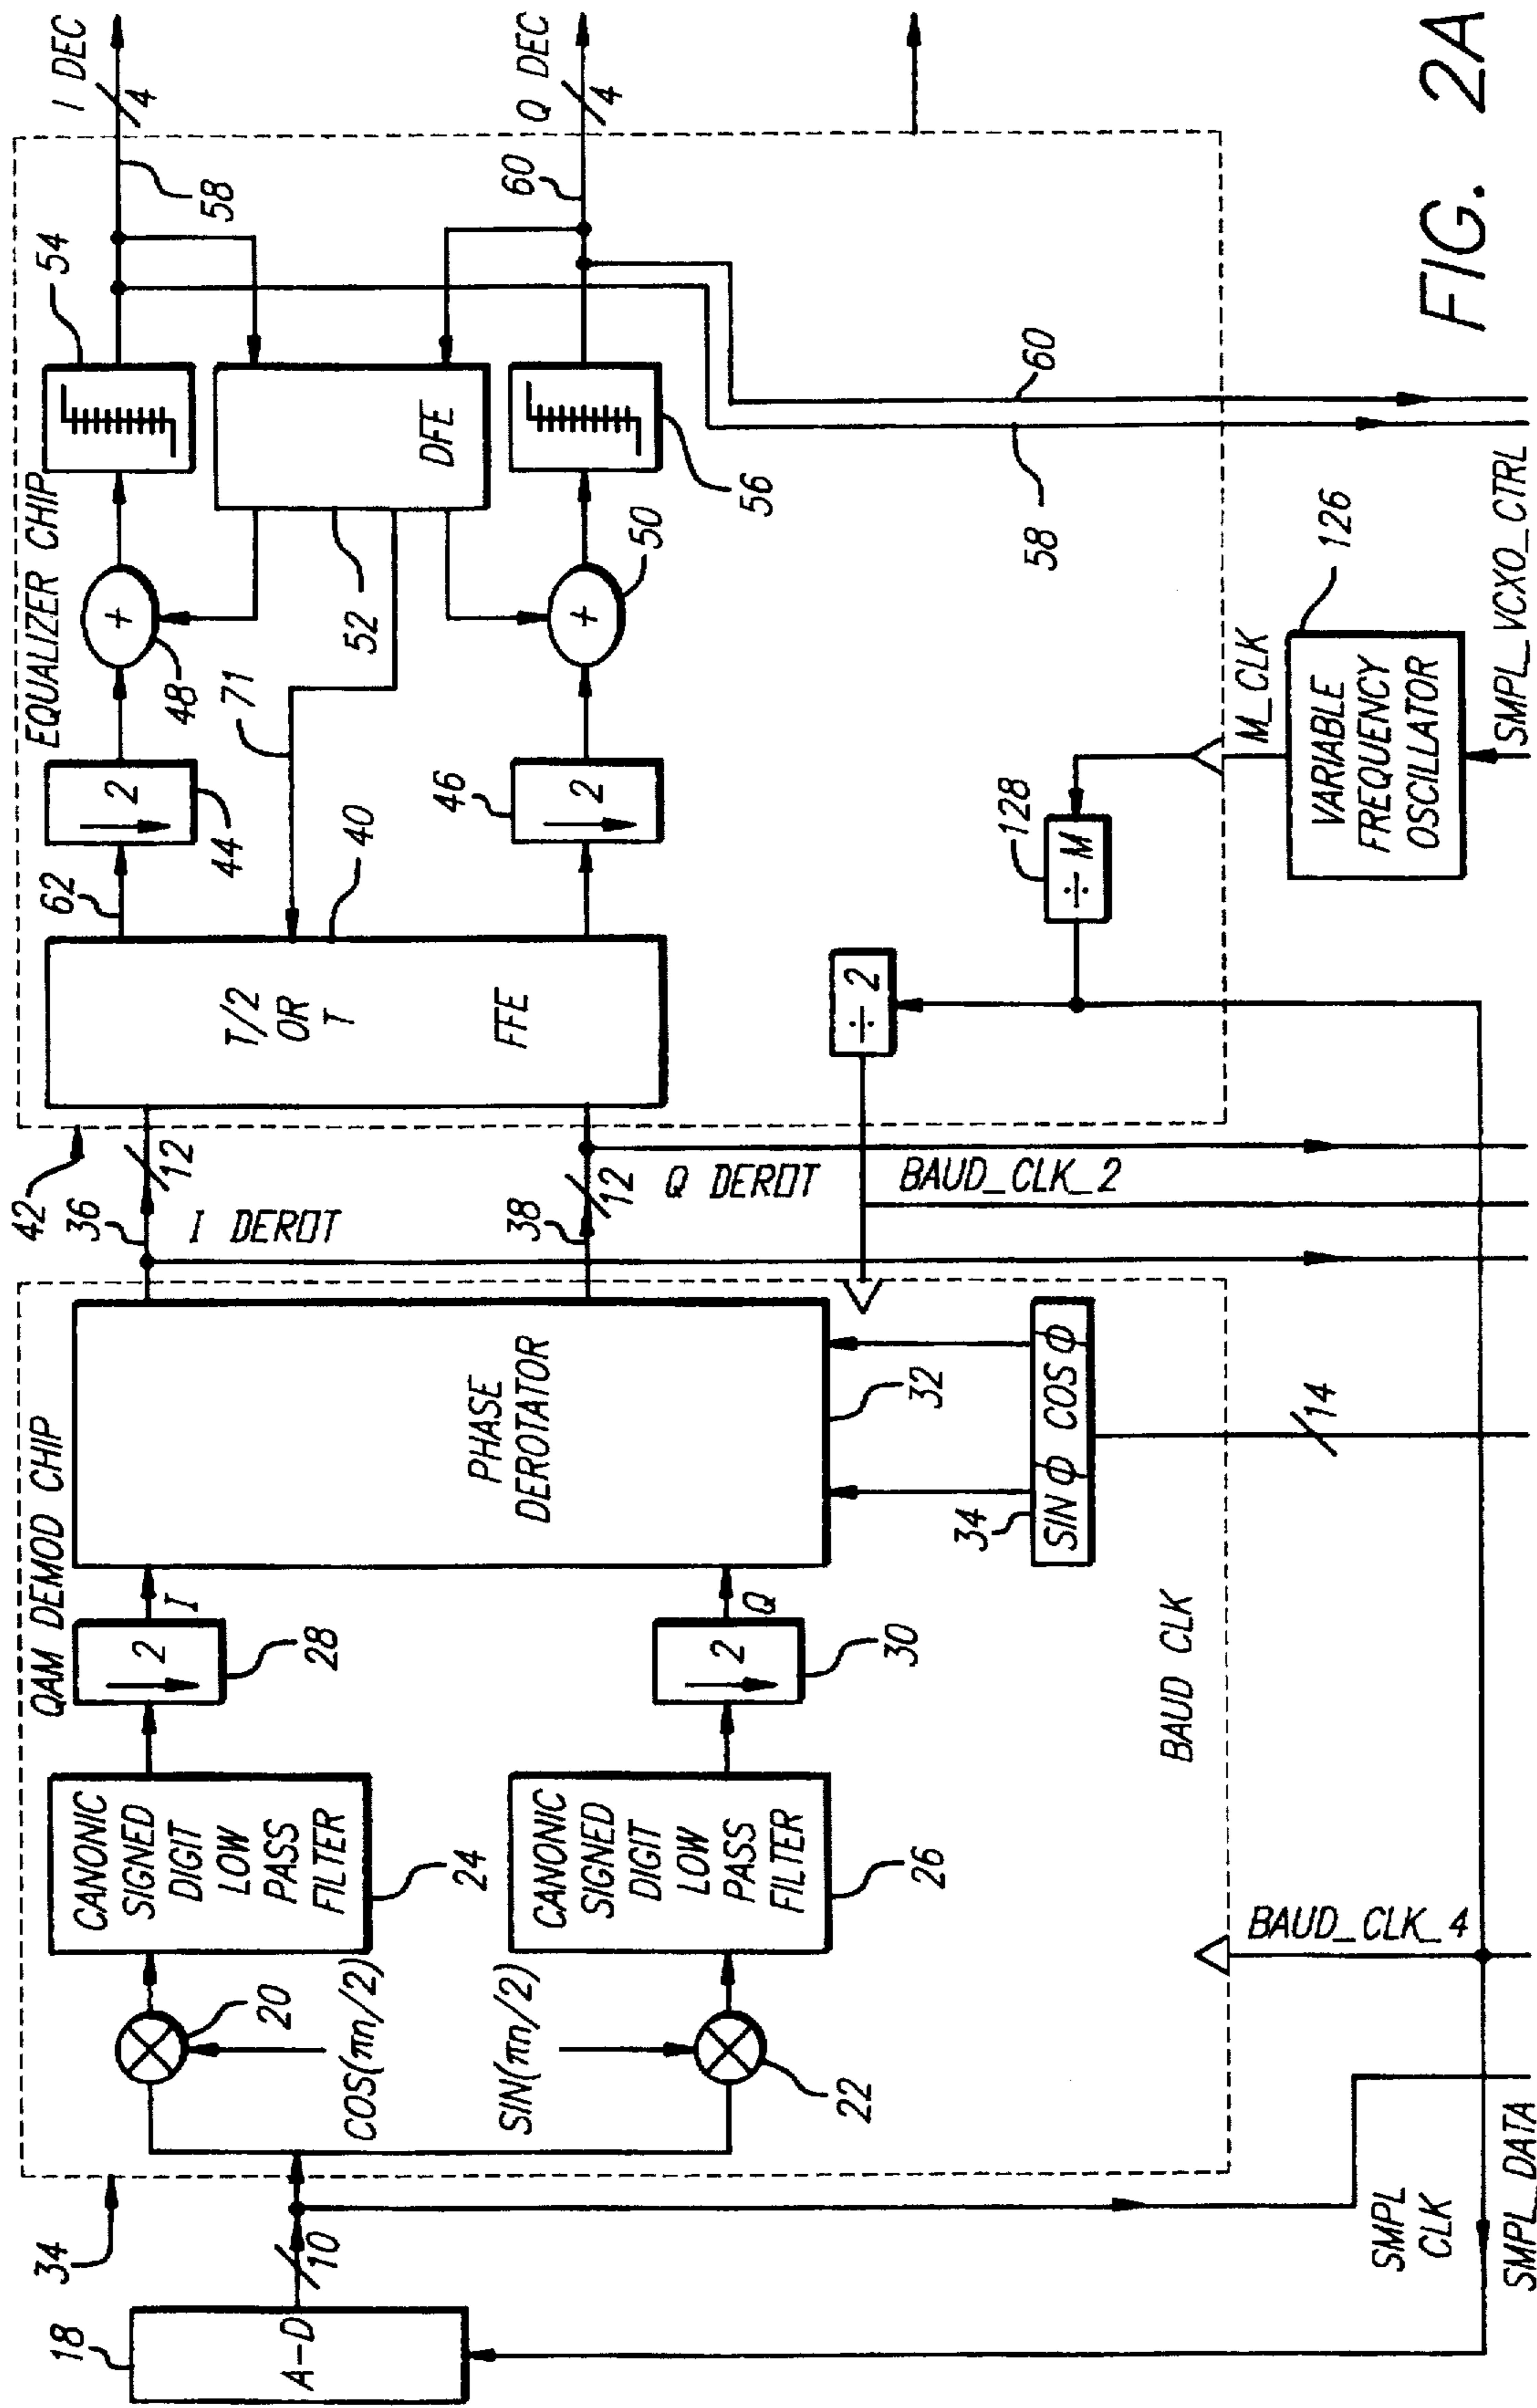 18
A-D
10
34
QAM DEMOD CHIP
20
COS(πn/2)
SIN(πn/2)
22
CANONIC
SIGNED
DIGIT
LOW
PASS
FILTER
24
CANONIC
SIGNED
DIGIT
LOW
PASS
FILTER
26
2
28
I
2
30
Q
PHASE
DEROTATOR
32
34
SIN ϕ COS ϕ
14
BAUD CLK
BAUD_CLK_4
SMPL
CLK
SMPL_DATA
42
36
12
I DEROT
38
12
Q DEROT
BAUD_CLK_2
EQUALIZER CHIP
T/2
OR
T
FFE
40
62
2
44
46
2
71
+
48
+
50
52
DFE
54
56
58
I DEC
4
60
Q DEC
4
60
58
÷ 2
128
÷ M
M_CLK
VARIABLE
FREQUENCY
OSCILLATOR
126
SMPL_VCXO_CTRL
FIG. 2A